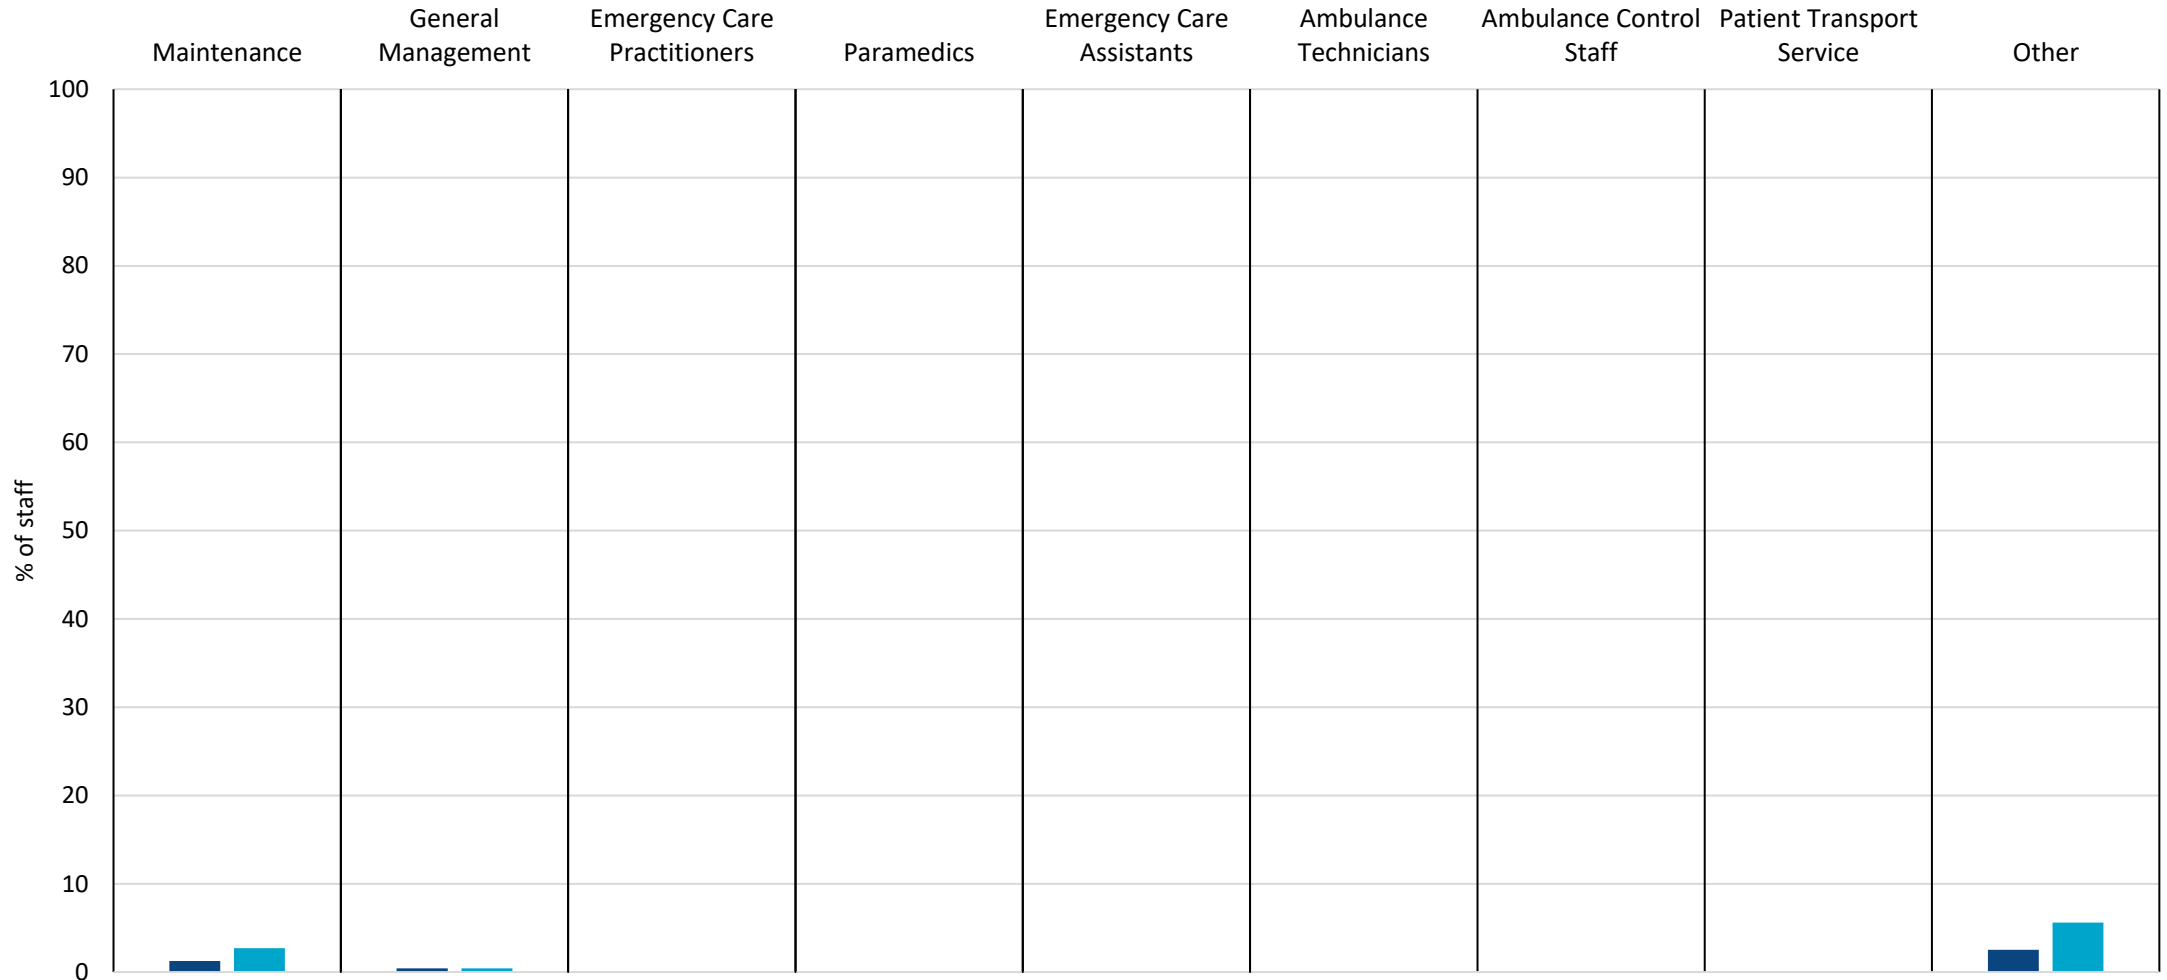 General
Emergency Care
Emergency Care
Ambulance
Ambulance Control
Patient Transport
Maintenance
Management
Practitioners
Paramedics
Assistants
Technicians
Staff
Service
Other
100
90
80
70
60
50
40
30
20
10
0
% of staff